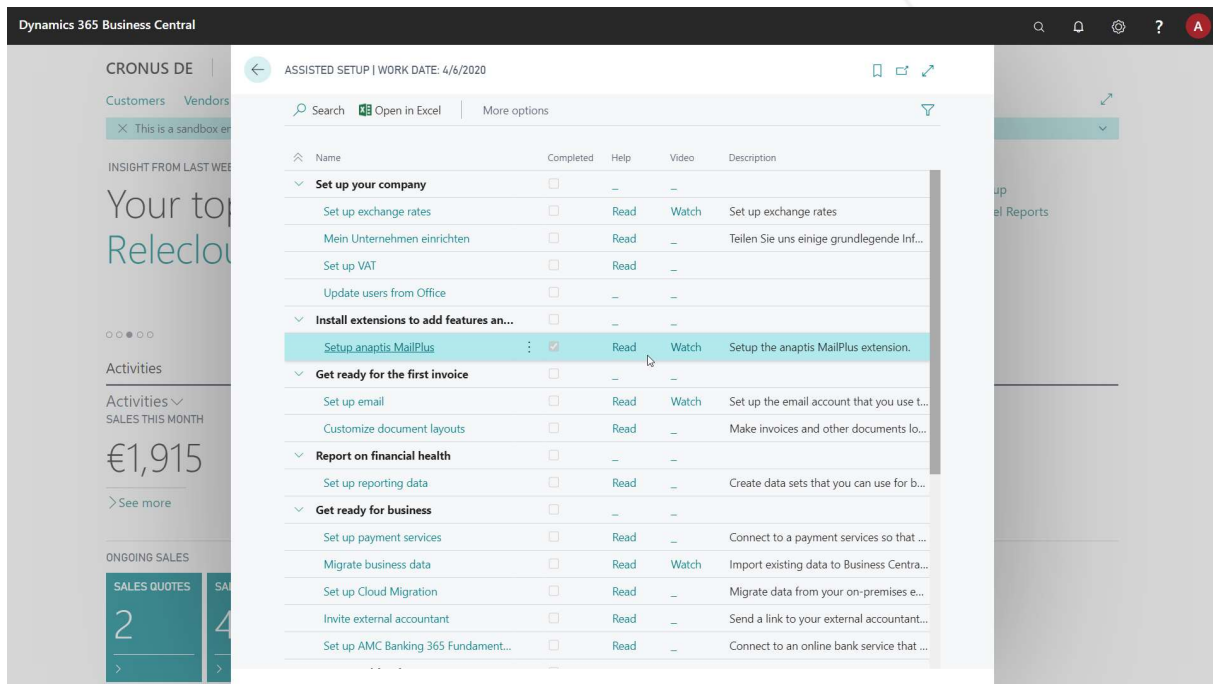 Dynamics 365 Business Central
?
A
CRONUS DE
ASSISTED SETUP | WORK DATE: 4/6/2020
Customers Vendors
Search Open in Excel More options
This is a sandbox
INSIGHT FROM LAST
Your
Name Completed Help Video Description
Set up your company _ _
Set up exchange rates Read Watch Set up exchange rates
Mein Unternehmen einrichten Read _ Teilen Sie uns einige grundlegende Inf...
Set up VAT Read _
Update users from Office _ _
Install extensions to add features an... _ _
Setup anaptis MailPlus Read Watch Setup the anaptis MailPlus extension.
Get ready for the first invoice _ _
Set up email Read Watch Set up the email account that you use t...
Customize document layouts Read _ Make invoices and other documents lo...
Report on financial health _ _
Set up reporting data Read _ Create data sets that you can use for b...
Get ready for business _ _
Set up payment services Read _ Connect to a payment services so that ...
Migrate business data Read Watch Import existing data to Business Centra...
Set up Cloud Migration Read _ Migrate data from your on-premises e...
Invite external accountant Read _ Send a link to your external accountant...
Set up AMC Banking 365 Fundament... Read _ Connect to an online bank service that ...
Activities
Activities
SALES THIS MONTH
€1,915
See more
ONGOING SALES
SALES QUOTES
2
4
up
el Reports